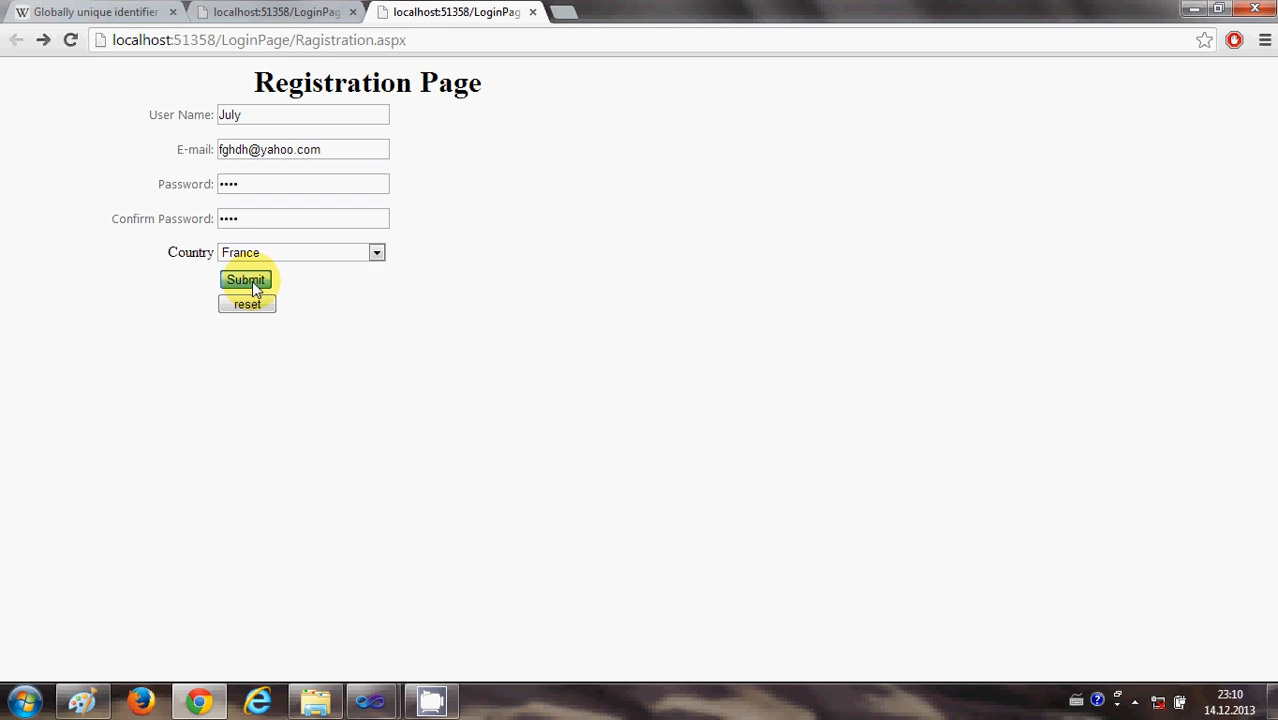 Globally unique identifier
localhost:51358/LoginPag
localhost:51358/LoginPag
localhost:51358/LoginPage/Ragistration.aspx
Registration Page
User Name: July
E-mail: fghdh@yahoo.com
Password: ••••
Confirm Password: ••••
Country France
Submit
reset
23:10
14.12.2013